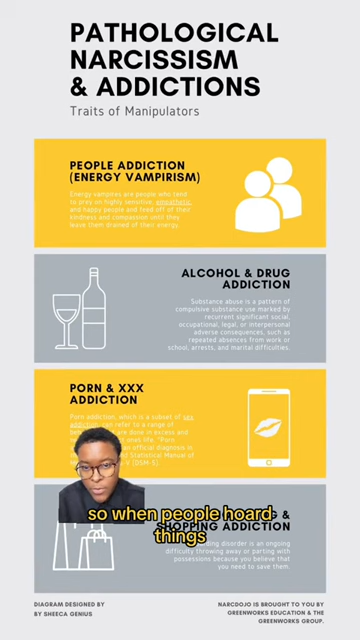 PATHOLOGICAL
NARCISSISM
& ADDICTIONS
Traits of Manipulators
PEOPLE ADDICTION
(ENERGY VAMPIRISM)
Energy vampires are people who tend
to prey on highly sensitive, empathetic,
and happy people and feed off of their
kindness and compassion until they
leave them drained of their energy.
ALCOHOL & DRUG
ADDICTION
Substance abuse is a pattern of
compulsive substance use marked by
recurrent significant social,
occupational, legal, or interpersonal
adverse consequences, such as
repeated absences from work or
school, arrests, and marital difficulties.
PORN & XXX
ADDICTION
Porn addiction, which is a subset of sex
addiction, can refer to a range of
are done in excess and
one's life. "Porn
an official diagnosis in
Statistical Manual of
(DSM-5).
so when people hoard
things
&
SHOPPING ADDICTION
disorder is an ongoing
difficulty throwing away or parting with
possessions because you believe that
you need to save them.
DIAGRAM DESIGNED BY
BY SHEECA GENIUS
NARCDOJO IS BROUGHT TO YOU BY
GREENWORKS EDUCATION & THE
GREENWORKS GROUP.